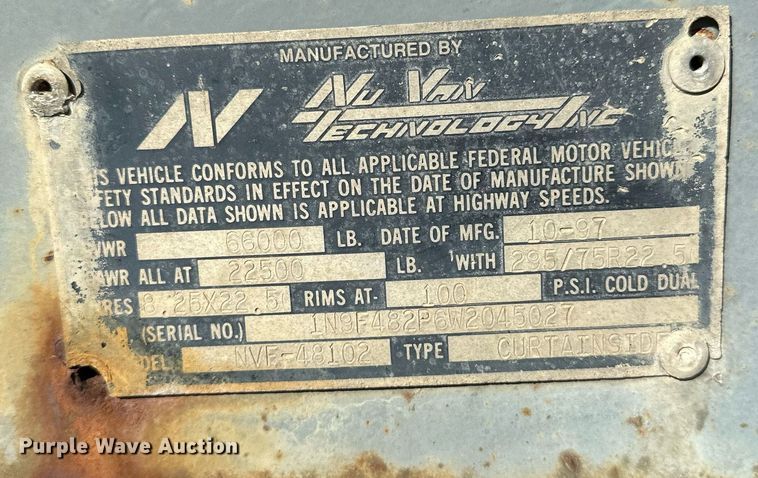 MANUFACTURED BY
NU VAN
TECHNOLOGY INC
IS VEHICLE CONFORMS TO ALL APPLICABLE FEDERAL MOTOR VEHIC
FETY STANDARDS IN EFFECT ON THE DATE OF MANUFACTURE SHOWN
LOW ALL DATA SHOWN IS APPLICABLE AT HIGHWAY SPEEDS.
VWR 66000 LB. DATE OF MFG. 10-97
AWR ALL AT 22500 LB. WITH 295/75R22.5
RES 8.25X22.5 RIMS AT- 100 P.S.I. COLD DUAL
(SERIAL NO.) 1N9F482P6W2045027
DEL NVF-48102 TYPE CURTAINSIDE
Purple Wave Auction